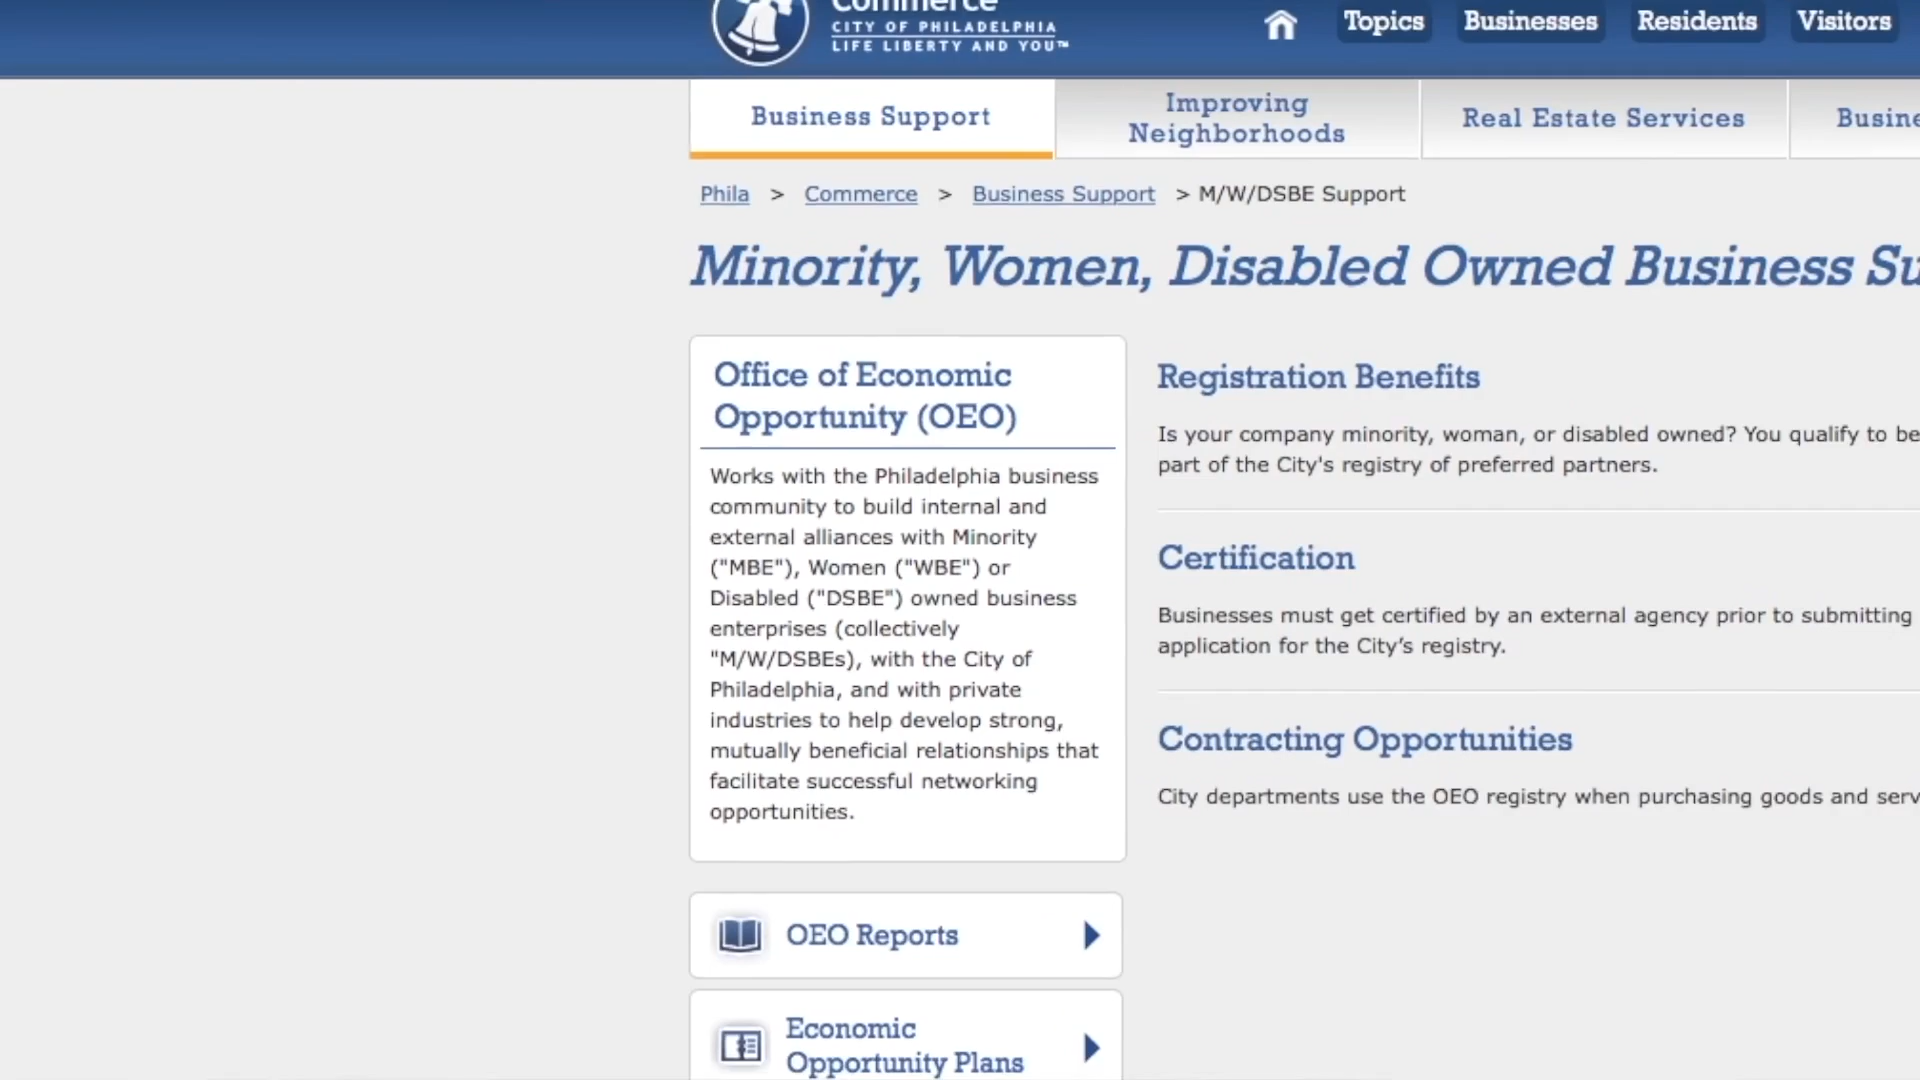 Commerce
CITY OF PHILADELPHIA
LIFE LIBERTY AND YOU™
Topics
Businesses
Residents
Visitors
Business Support
Improving
Neighborhoods
Real Estate Services
Phila > Commerce > Business Support > M/W/DSBE Support
Minority, Women, Disabled Owned Business
Office of Economic
Opportunity (OEO)
Works with the Philadelphia business
community to build internal and
external alliances with Minority
("MBE"), Women ("WBE") or
Disabled ("DSBE") owned business
enterprises (collectively
"M/W/DSBEs), with the City of
Philadelphia, and with private
industries to help develop strong,
mutually beneficial relationships that
facilitate successful networking
opportunities.
OEO Reports
Economic
Opportunity Plans
Registration Benefits
Is your company minority, woman, or disabled owned? You qualify to be
part of the City's registry of preferred partners.
Certification
Businesses must get certified by an external agency prior to submitting
application for the City’s registry.
Contracting Opportunities
City departments use the OEO registry when purchasing goods and